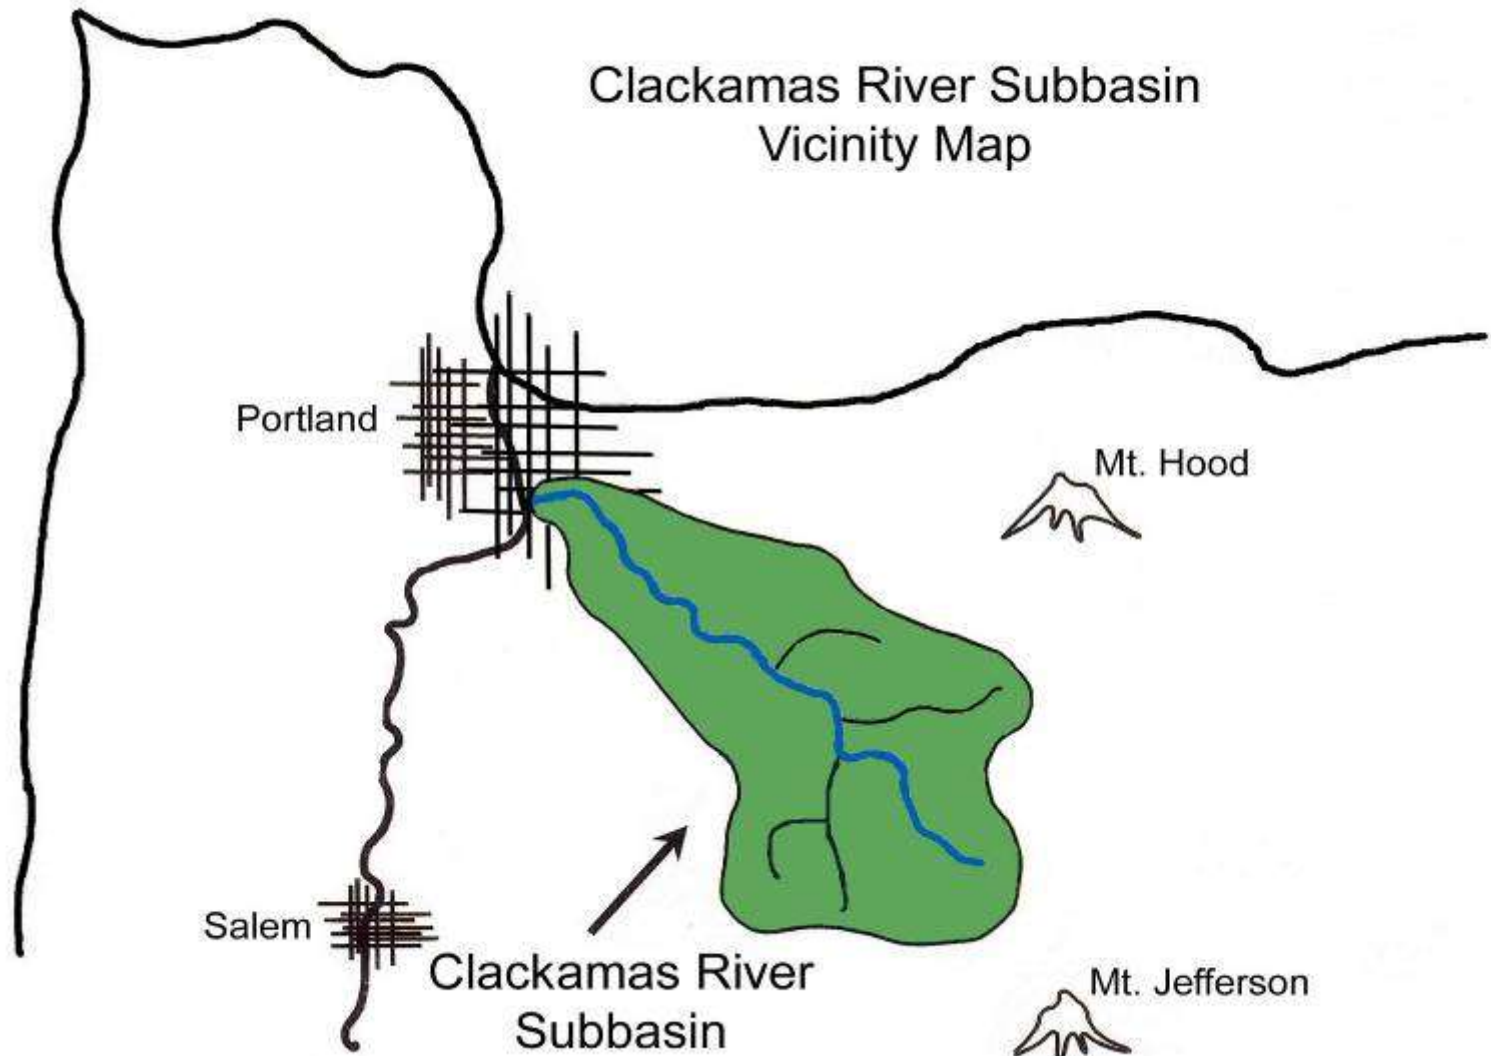 Clackamas River Subbasin
Vicinity Map
Portland
Mt. Hood
Salem
Clackamas River
Subbasin
Mt. Jefferson